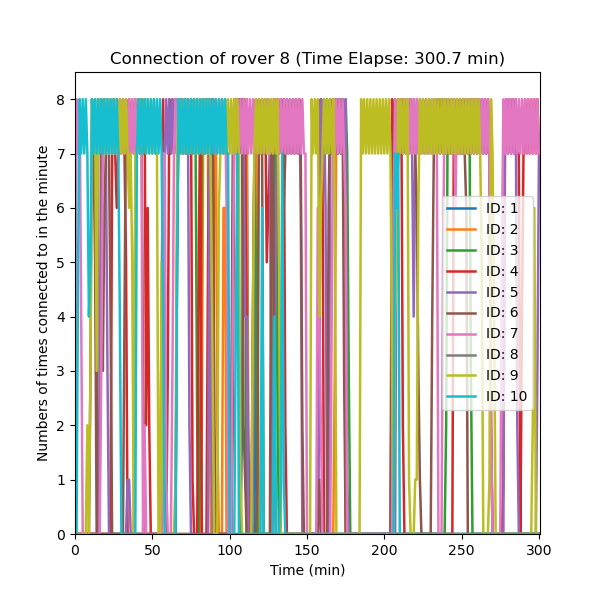 Connection of rover 8 (Time Elapse: 300.7 min)
Numbers of times connected to in the minute
8
7
6
5
4
3
2
1
0
0 50 100 150 200 250 300
Time (min)
ID: 1
ID: 2
ID: 3
ID: 4
ID: 5
ID: 6
ID: 7
ID: 8
ID: 9
ID: 10